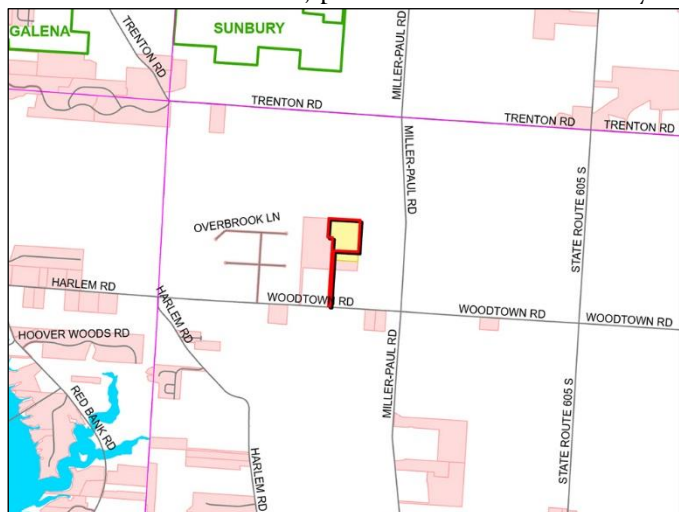 GALENA
TRENTON RD
SUNBURY
MILLER-PAUL RD
TRENTON RD
TRENTON RD
TRENTON RD
MILLER-PAUL RD
STATE ROUTE 605 S
OVERBROOK LN
HARLEM RD
WOODTOWN RD
WOODTOWN RD
WOODTOWN RD
HOOVER WOODS RD
HARLEM RD
MILLER-PAUL RD
RED BANK RD
HARLEM RD
STATE ROUTE 605 S